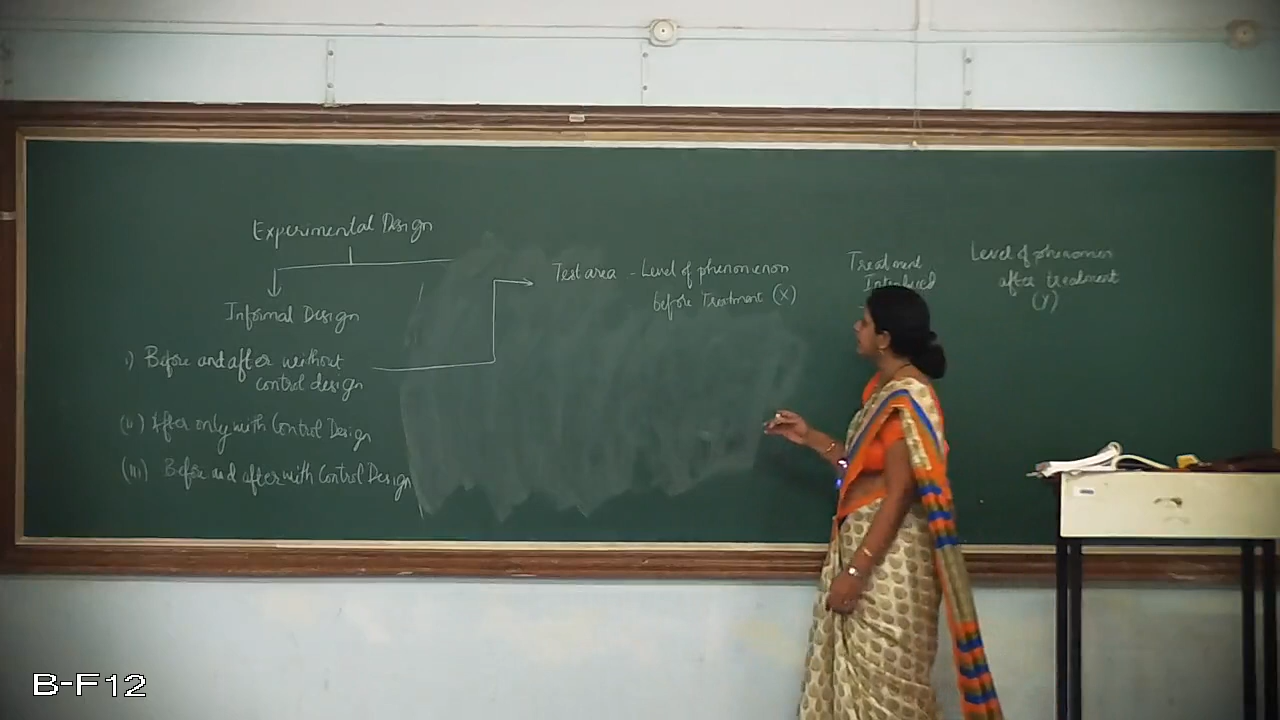 Experimental Design
Informal Design
i) Before and after without
control design
(ii) After only with Control Design
(iii) Before and after with Control Design
Test area - Level of phenomenon
before Treatment (X)
Treatment
Introduced
Level of phenomenon
after treatment
(Y)
B-F12